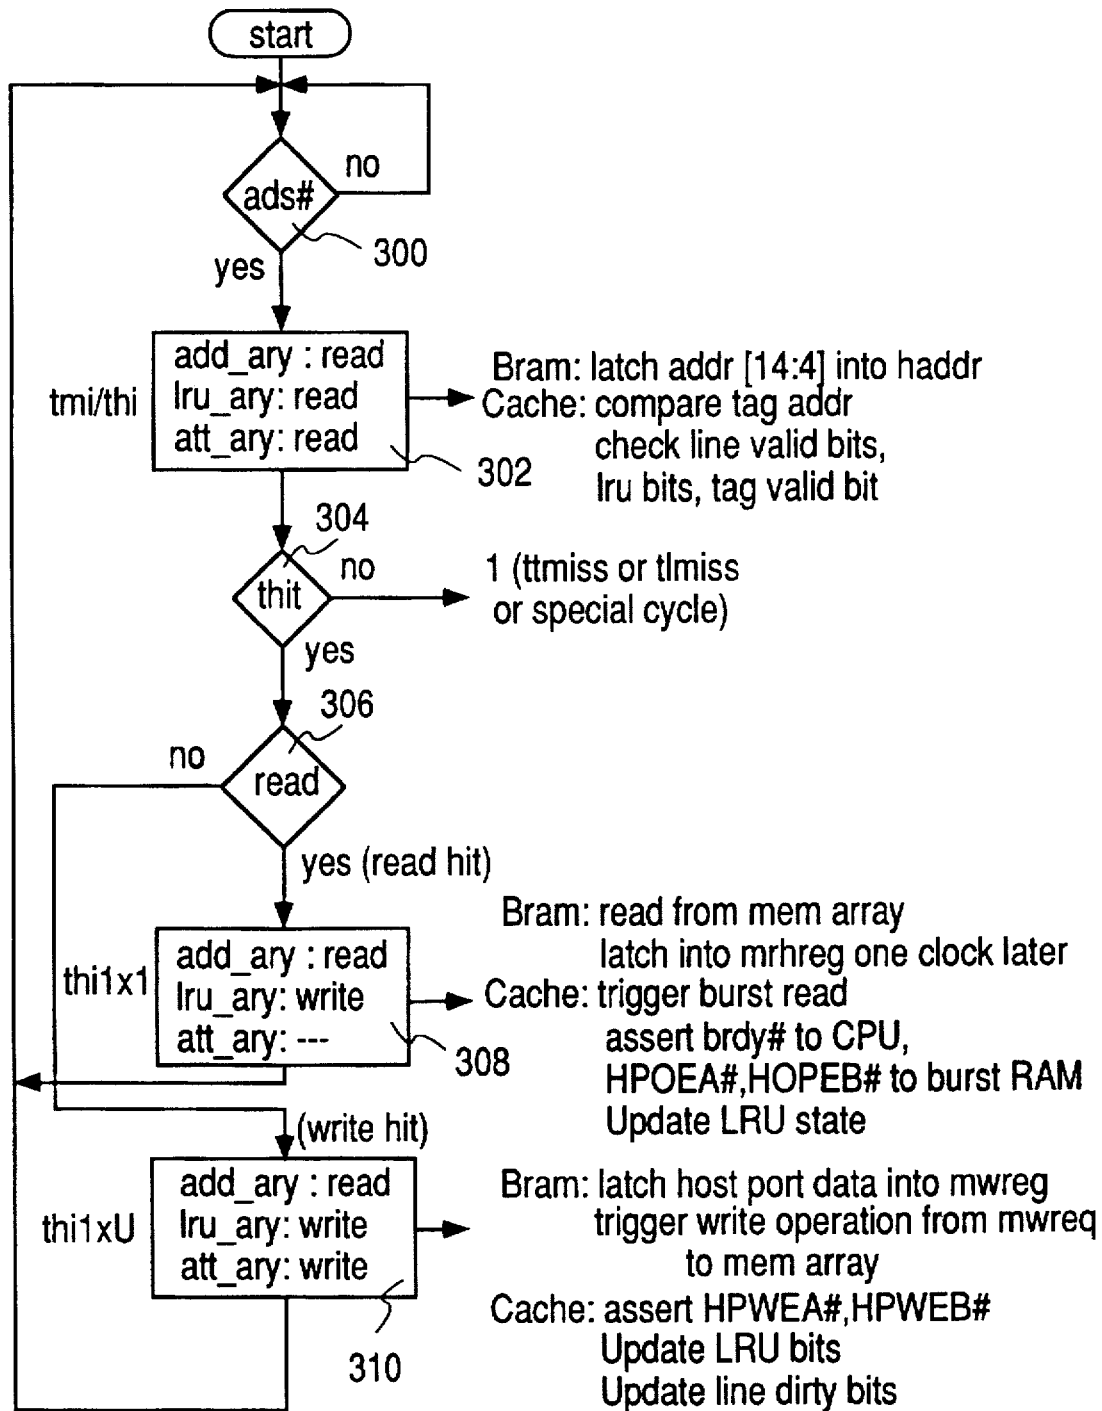 start
no
ads#
300
yes
add_ary : read
lru_ary: read
att_ary: read
tmi/thi
302
Bram: latch addr [14:4] into haddr
Cache: compare tag addr
check line valid bits,
lru bits, tag valid bit
304
thit
no
1 (ttmiss or tlmiss
or special cycle)
yes
306
no
read
yes (read hit)
thi1x1
add_ary : read
lru_ary: write
att_ary: ---
308
Bram: read from mem array
latch into mrhreg one clock later
Cache: trigger burst read
assert brdy# to CPU,
HPOEA#,HOPEB# to burst RAM
Update LRU state
(write hit)
thi1xU
add_ary : read
lru_ary: write
att_ary: write
310
Bram: latch host port data into mwreg
trigger write operation from mwreq
to mem array
Cache: assert HPWEA#,HPWEB#
Update LRU bits
Update line dirty bits